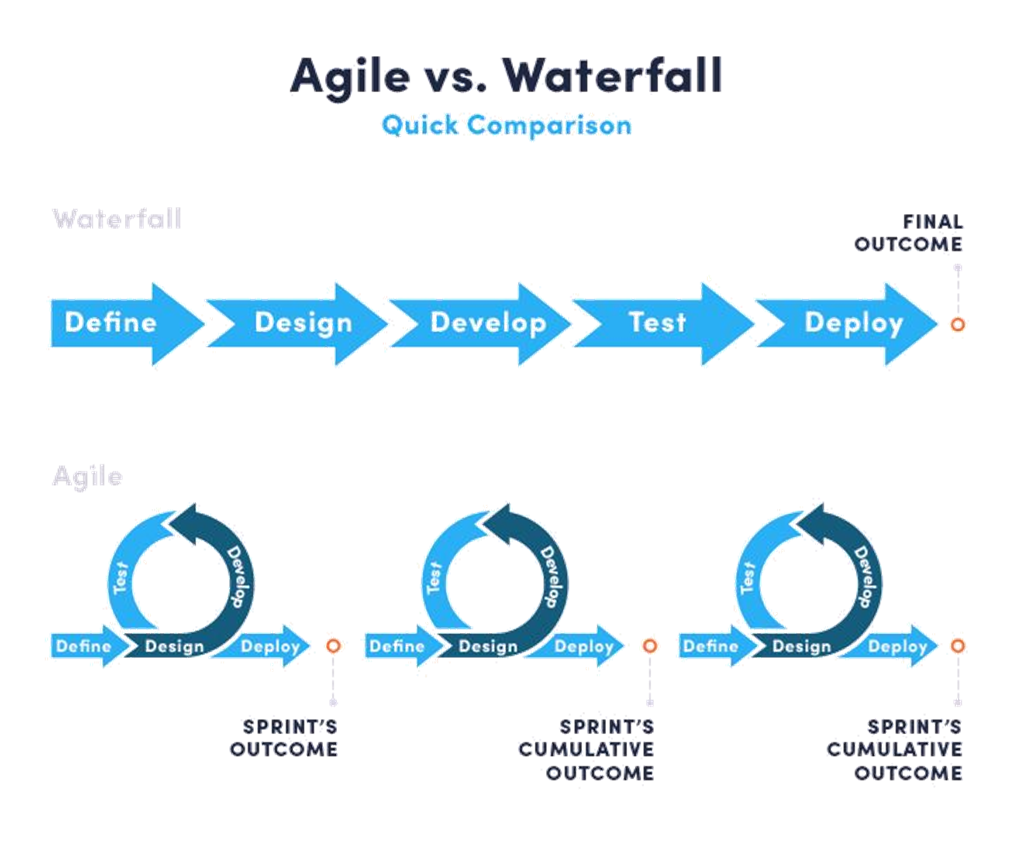 Agile vs. Waterfall
Quick Comparison
Waterfall
FINAL
OUTCOME
Define
Design
Develop
Test
Deploy
Agile
Test
Develop
Define
Design
Deploy
SPRINT'S
OUTCOME
Test
Develop
Define
Design
Deploy
SPRINT'S
CUMULATIVE
OUTCOME
Test
Develop
Define
Design
Deploy
SPRINT'S
CUMULATIVE
OUTCOME